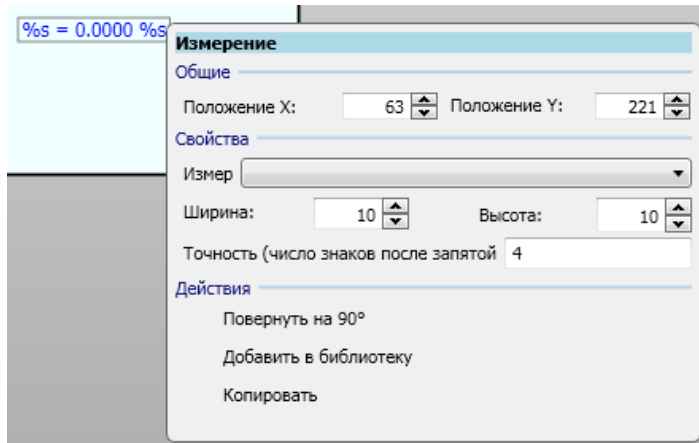 %s = 0.0000 %s
Измерение
Общие
Положение X: 63 Положение Y: 221
Свойства
Измер
Ширина: 10 Высота: 10
Точность (число знаков после запятой 4
Действия
Повернуть на 90°
Добавить в библиотеку
Копировать